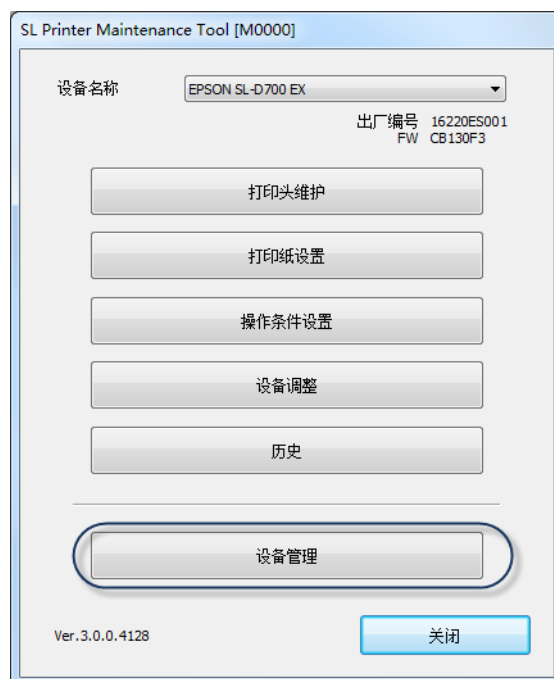 SL Printer Maintenance Tool [M0000]
设备名称 EPSON SL-D700 EX
出厂编号 16220ES001
FW CB130F3
打印头维护
打印纸设置
操作条件设置
设备调整
历史
设备管理
Ver.3.0.0.4128 关闭